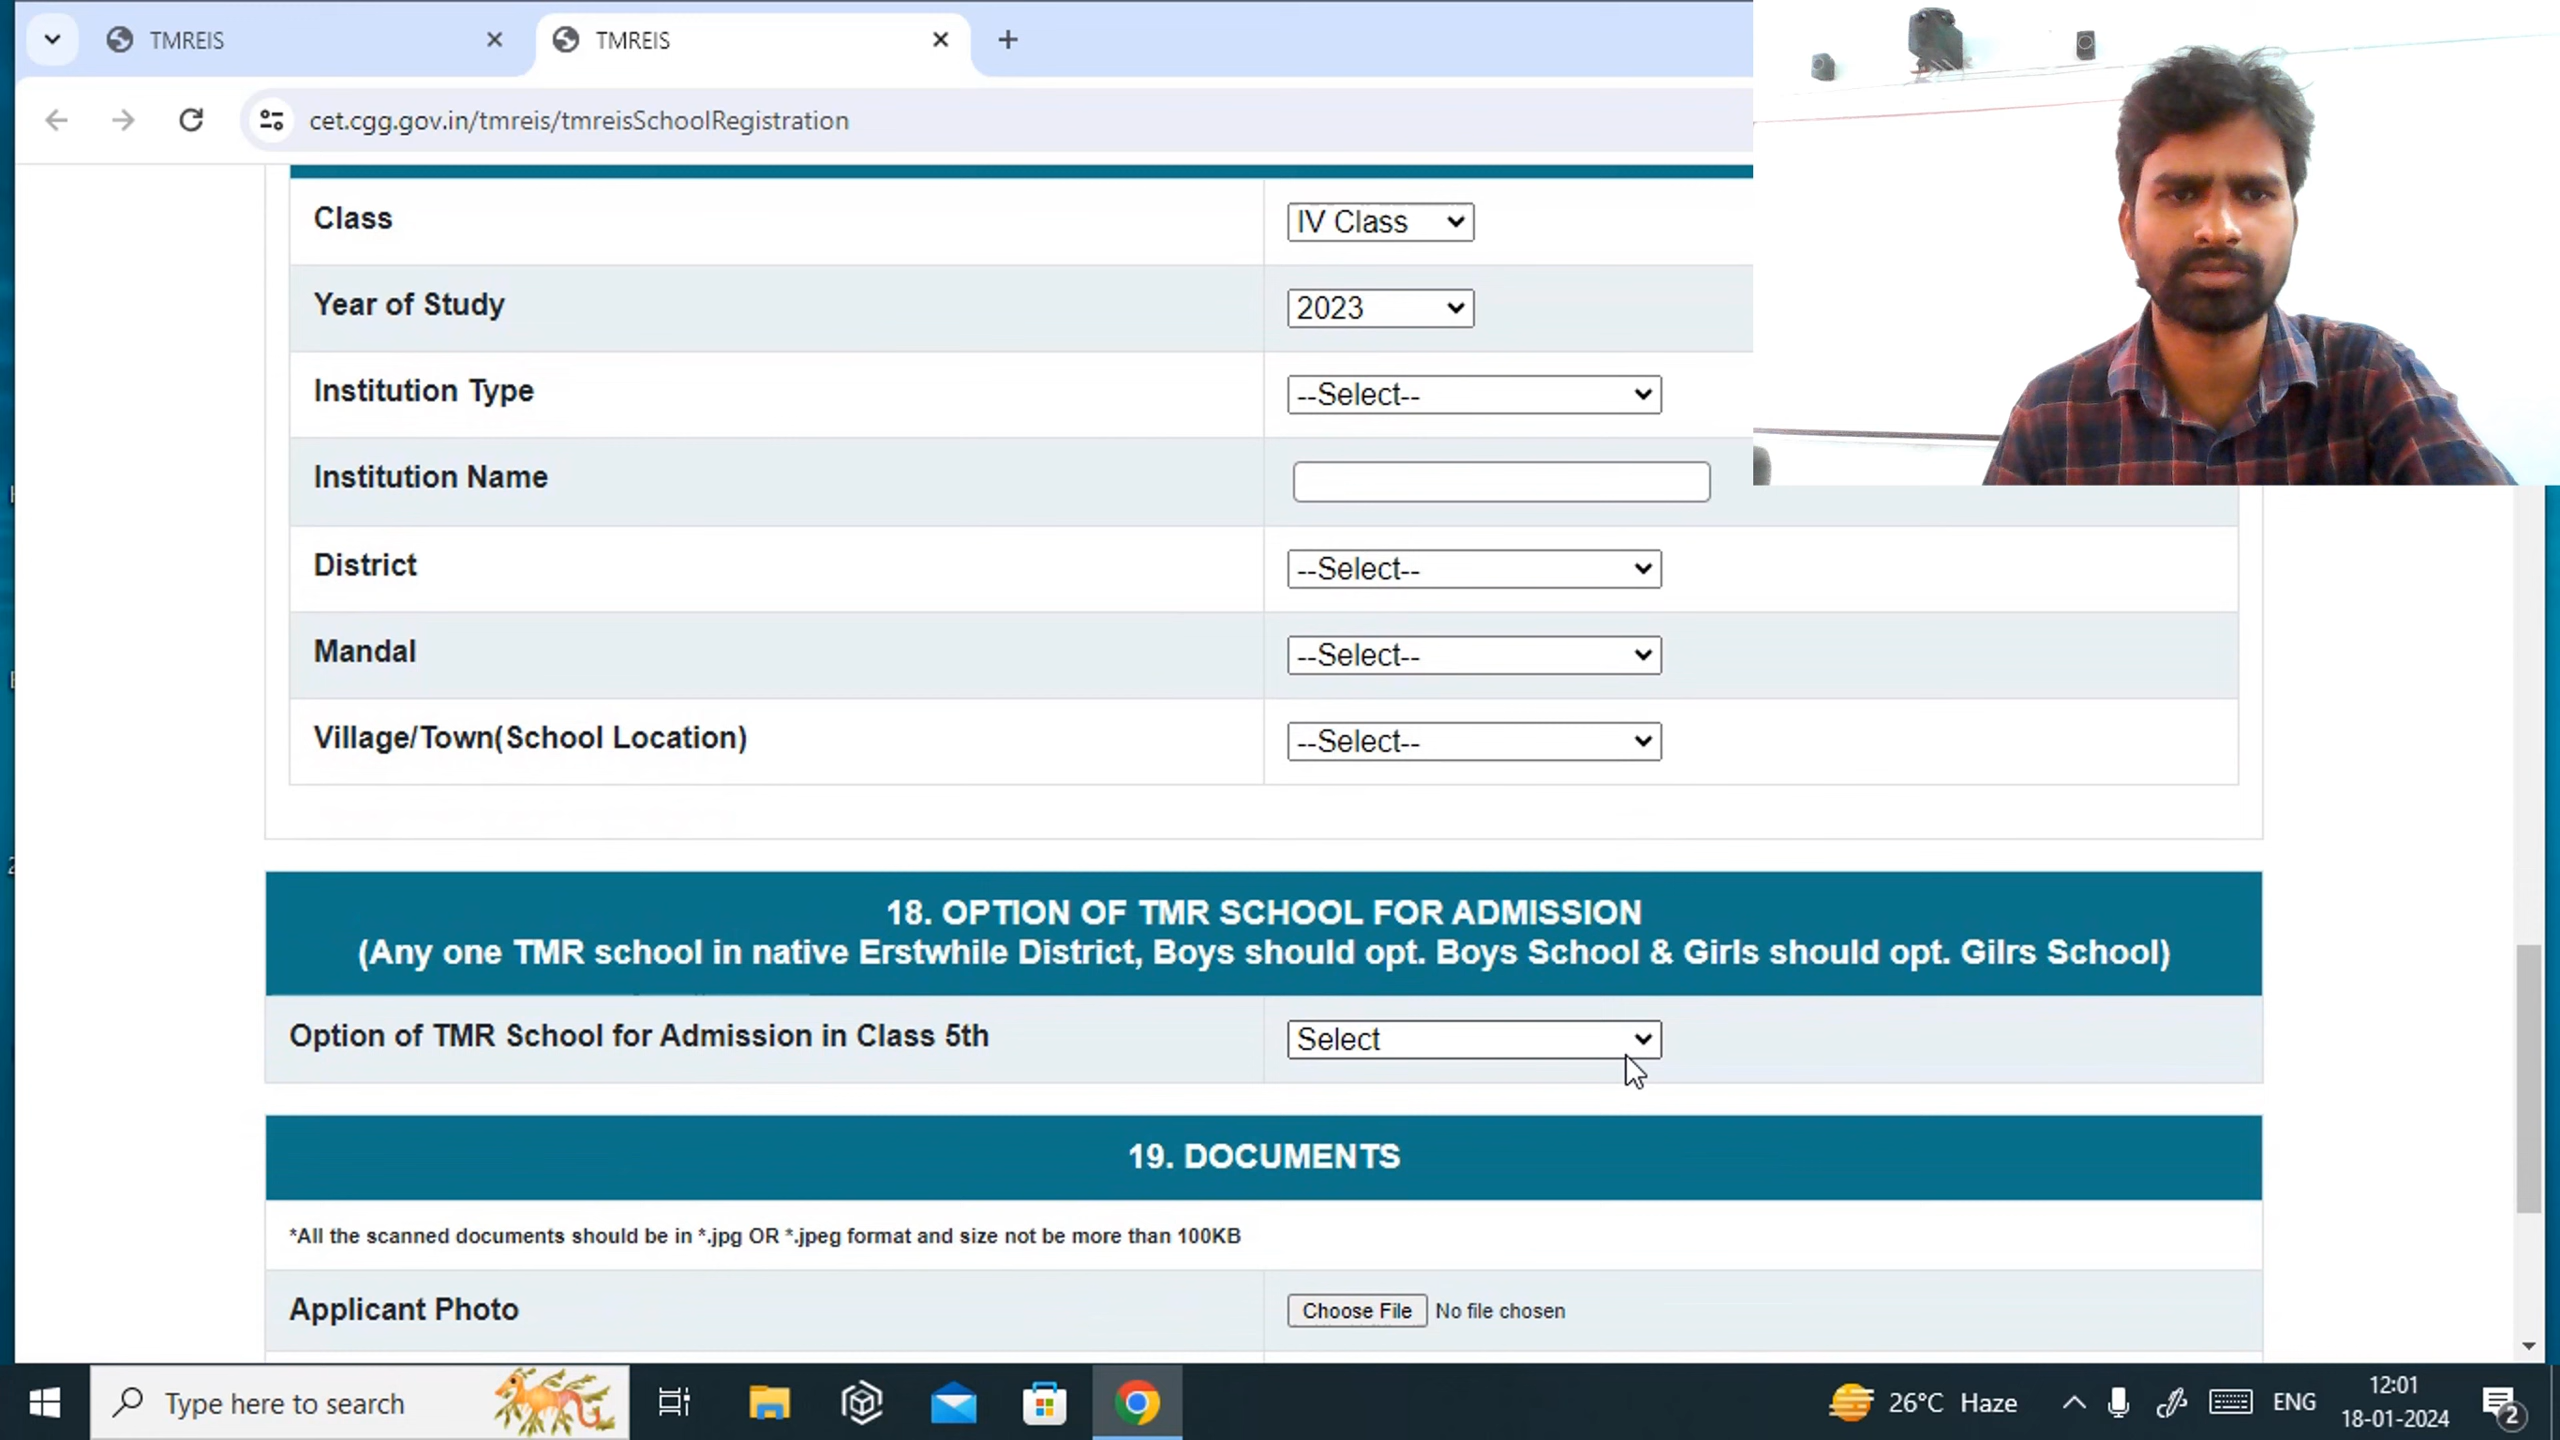 TMREIS
TMREIS
cet.cgg.gov.in/tmreis/tmreisSchoolRegistration
Class
IV Class
Year of Study
2023
Institution Type
--Select--
Institution Name
District
--Select--
Mandal
--Select--
Village/Town(School Location)
--Select--
18. OPTION OF TMR SCHOOL FOR ADMISSION
(Any one TMR school in native Erstwhile District, Boys should opt. Boys School & Girls should opt. Gilrs School)
Option of TMR School for Admission in Class 5th
Select
19. DOCUMENTS
*All the scanned documents should be in *.jpg OR *.jpeg format and size not be more than 100KB
Applicant Photo
Choose File No file chosen
Type here to search
26°C Haze
ENG
12:01
18-01-2024
2